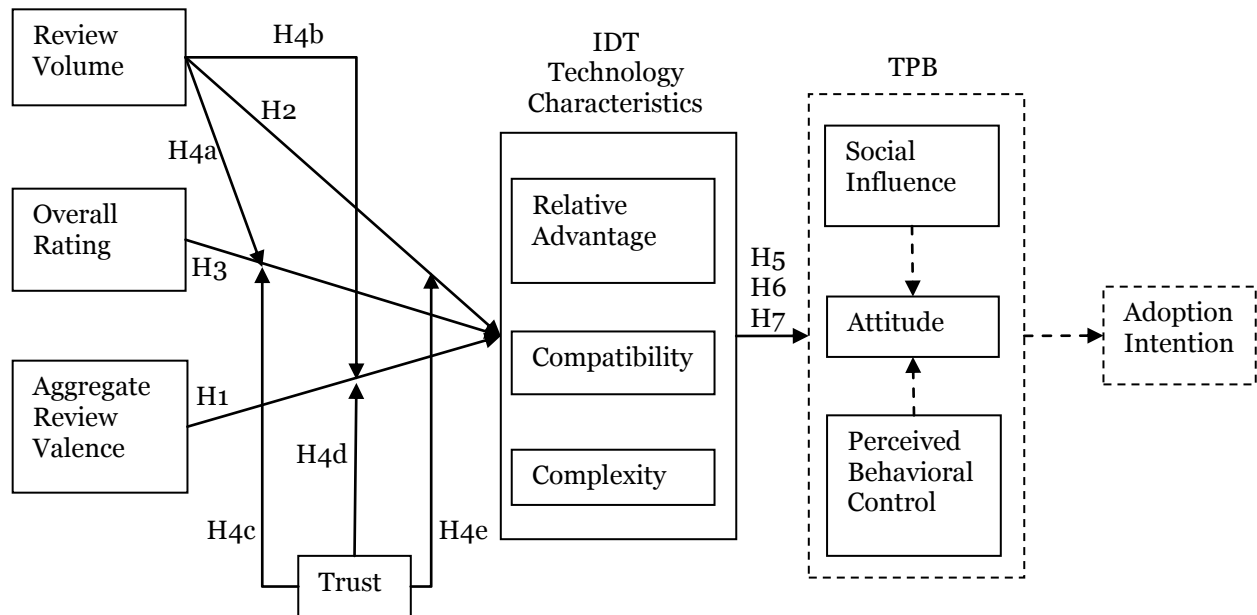 Review
Volume
H4b
H2
H4a
Overall
Rating
H3
Aggregate
Review
Valence
H1
H4d
H4c
H4e
Trust
IDT
Technology
Characteristics
Relative
Advantage
Compatibility
Complexity
H5
H6
H7
TPB
Social
Influence
Attitude
Perceived
Behavioral
Control
Adoption
Intention